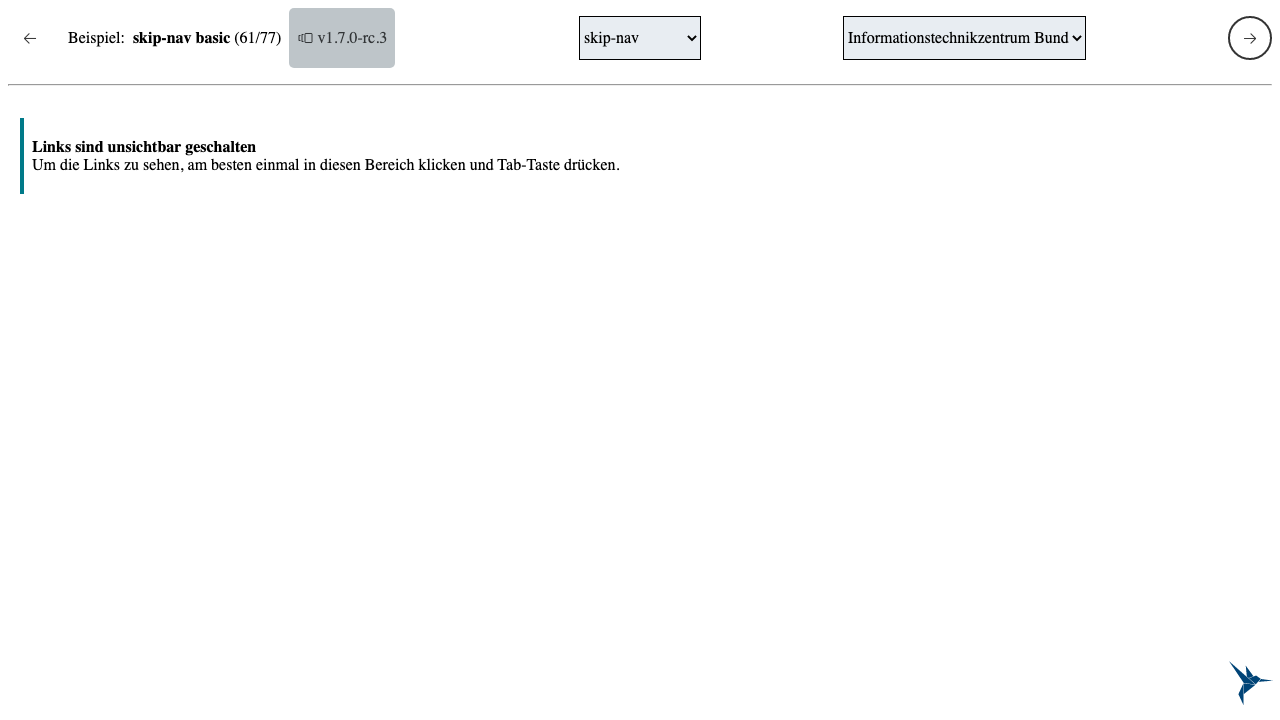 Beispiel: skip-nav basic (61/77) v1.7.0-rc.3 skip-nav Informationstechnikzentrum Bund
Links sind unsichtbar geschalten
Um die Links zu sehen, am besten einmal in diesen Bereich klicken und Tab-Taste drücken.